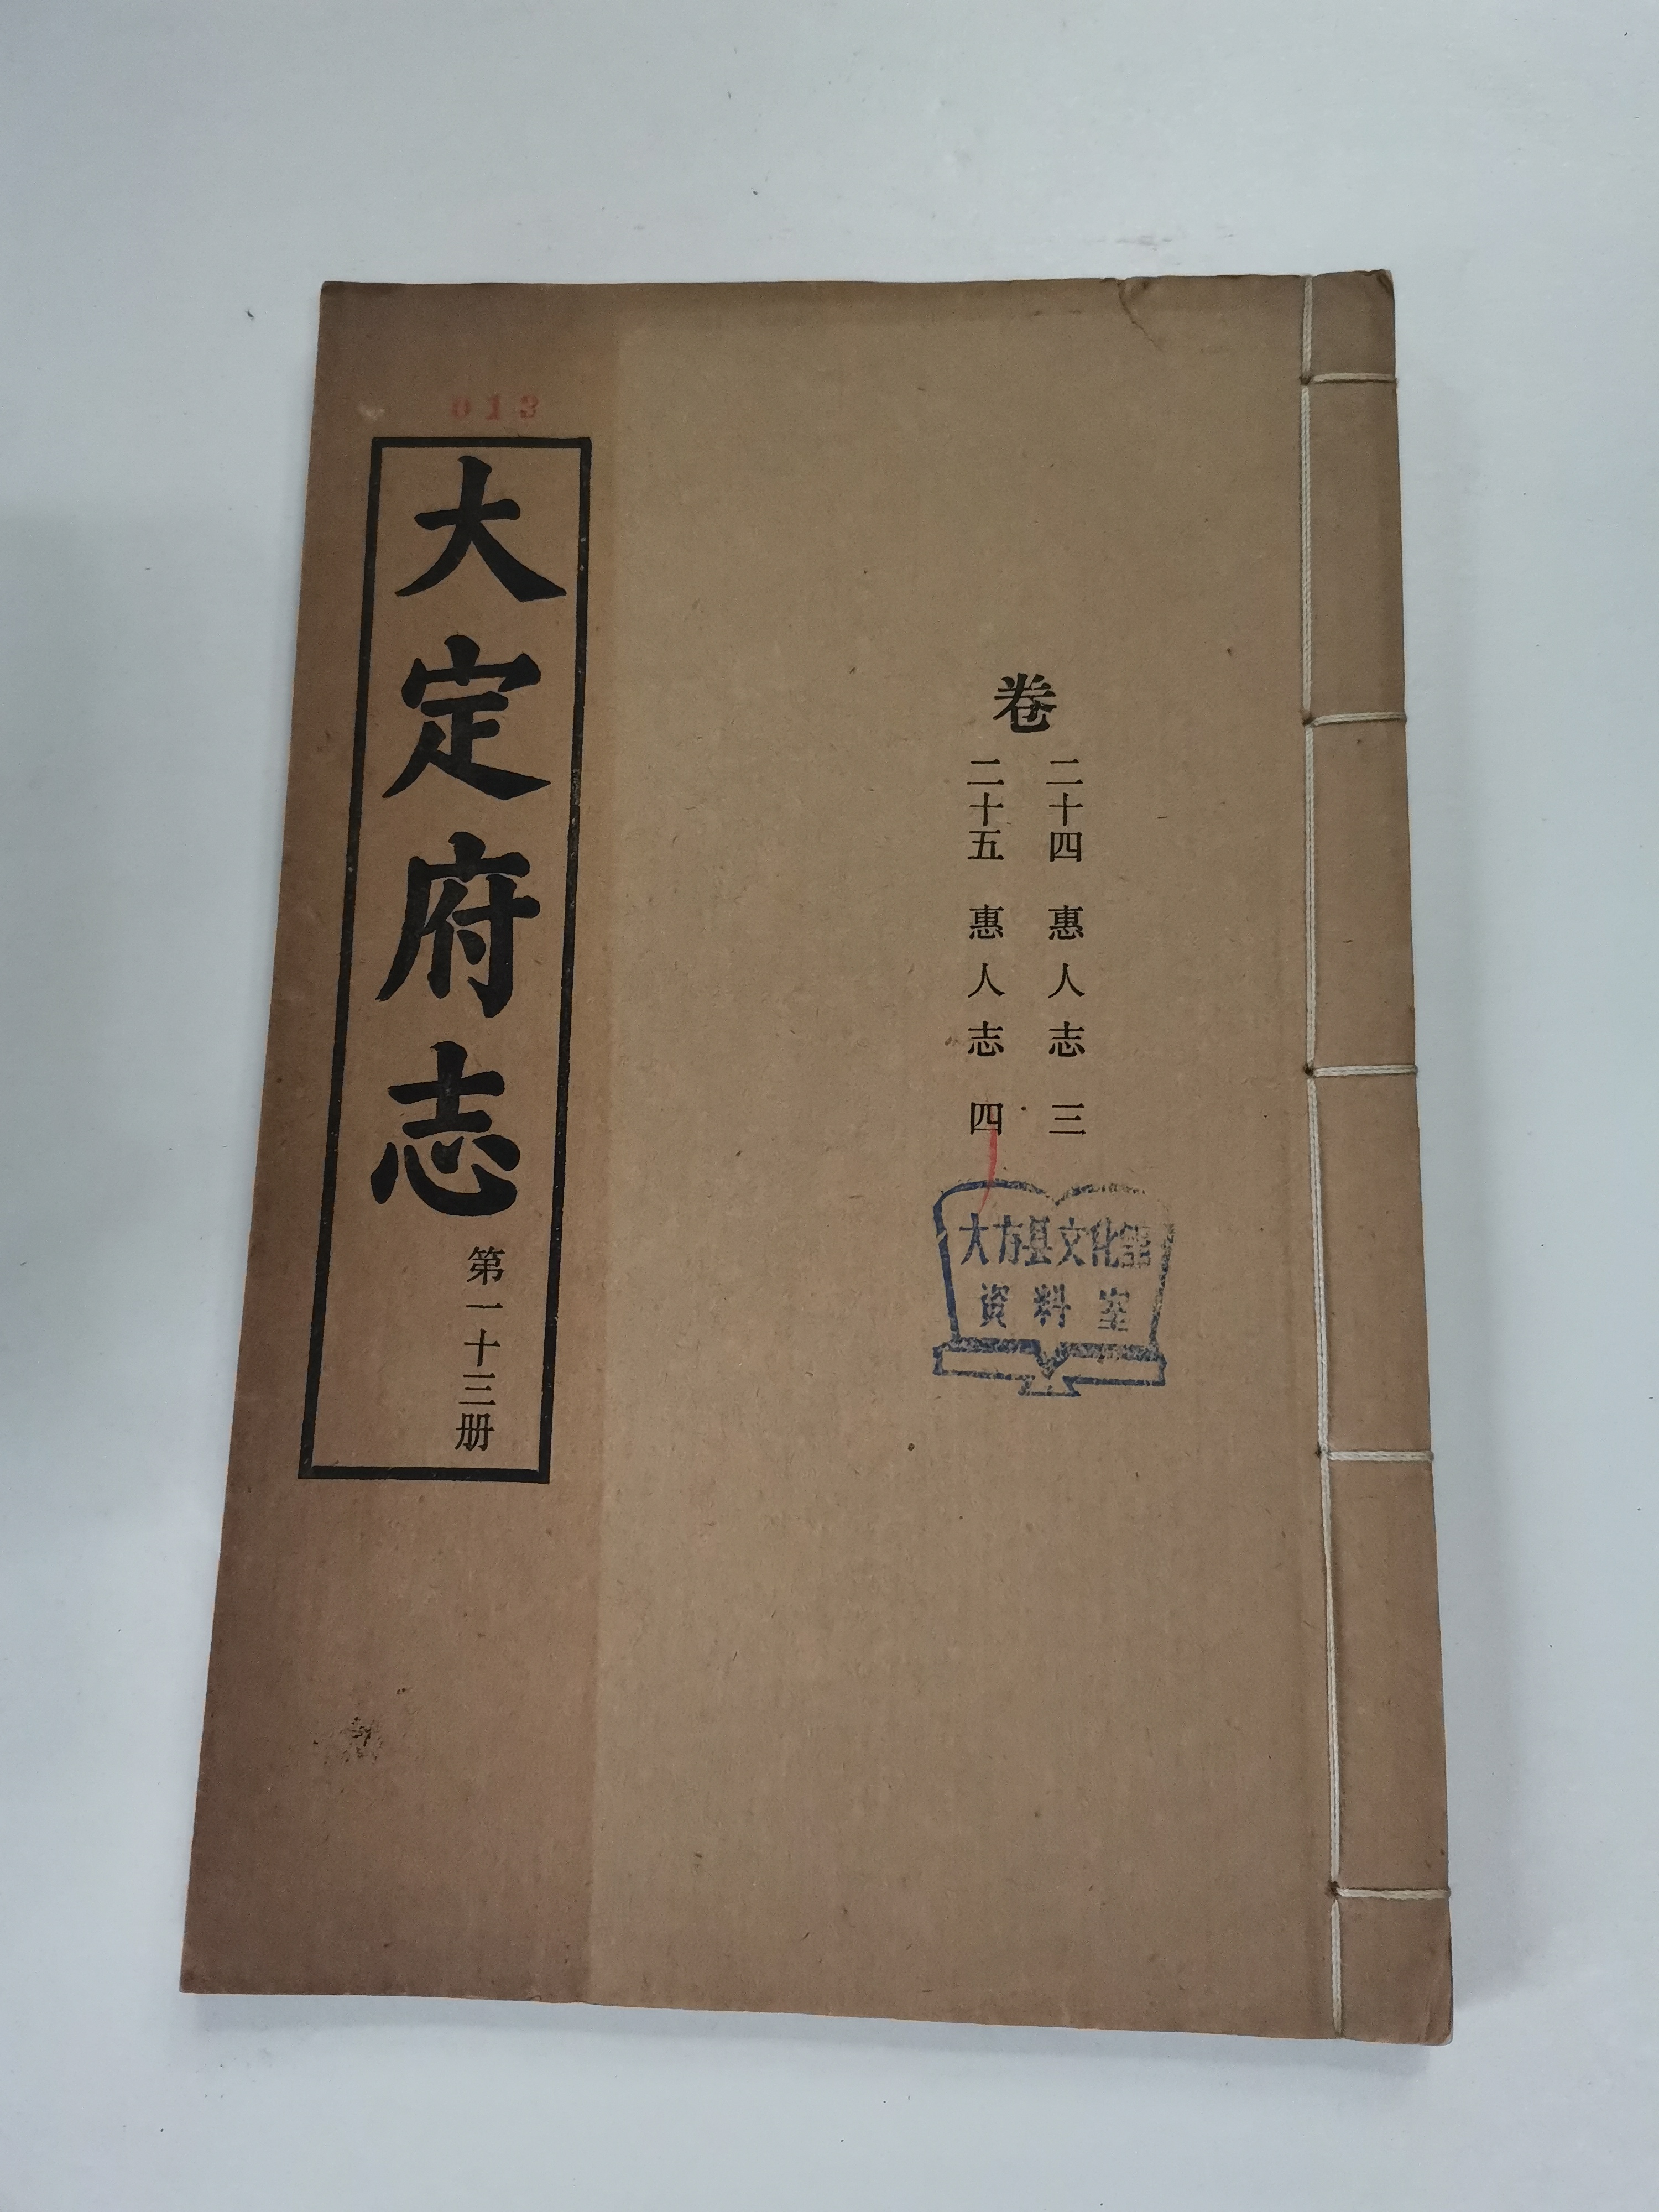 013
大定府志
第一十三册
卷
二十四 惠人志 三
二十五 惠人志 四
大方县文化馆
资料室